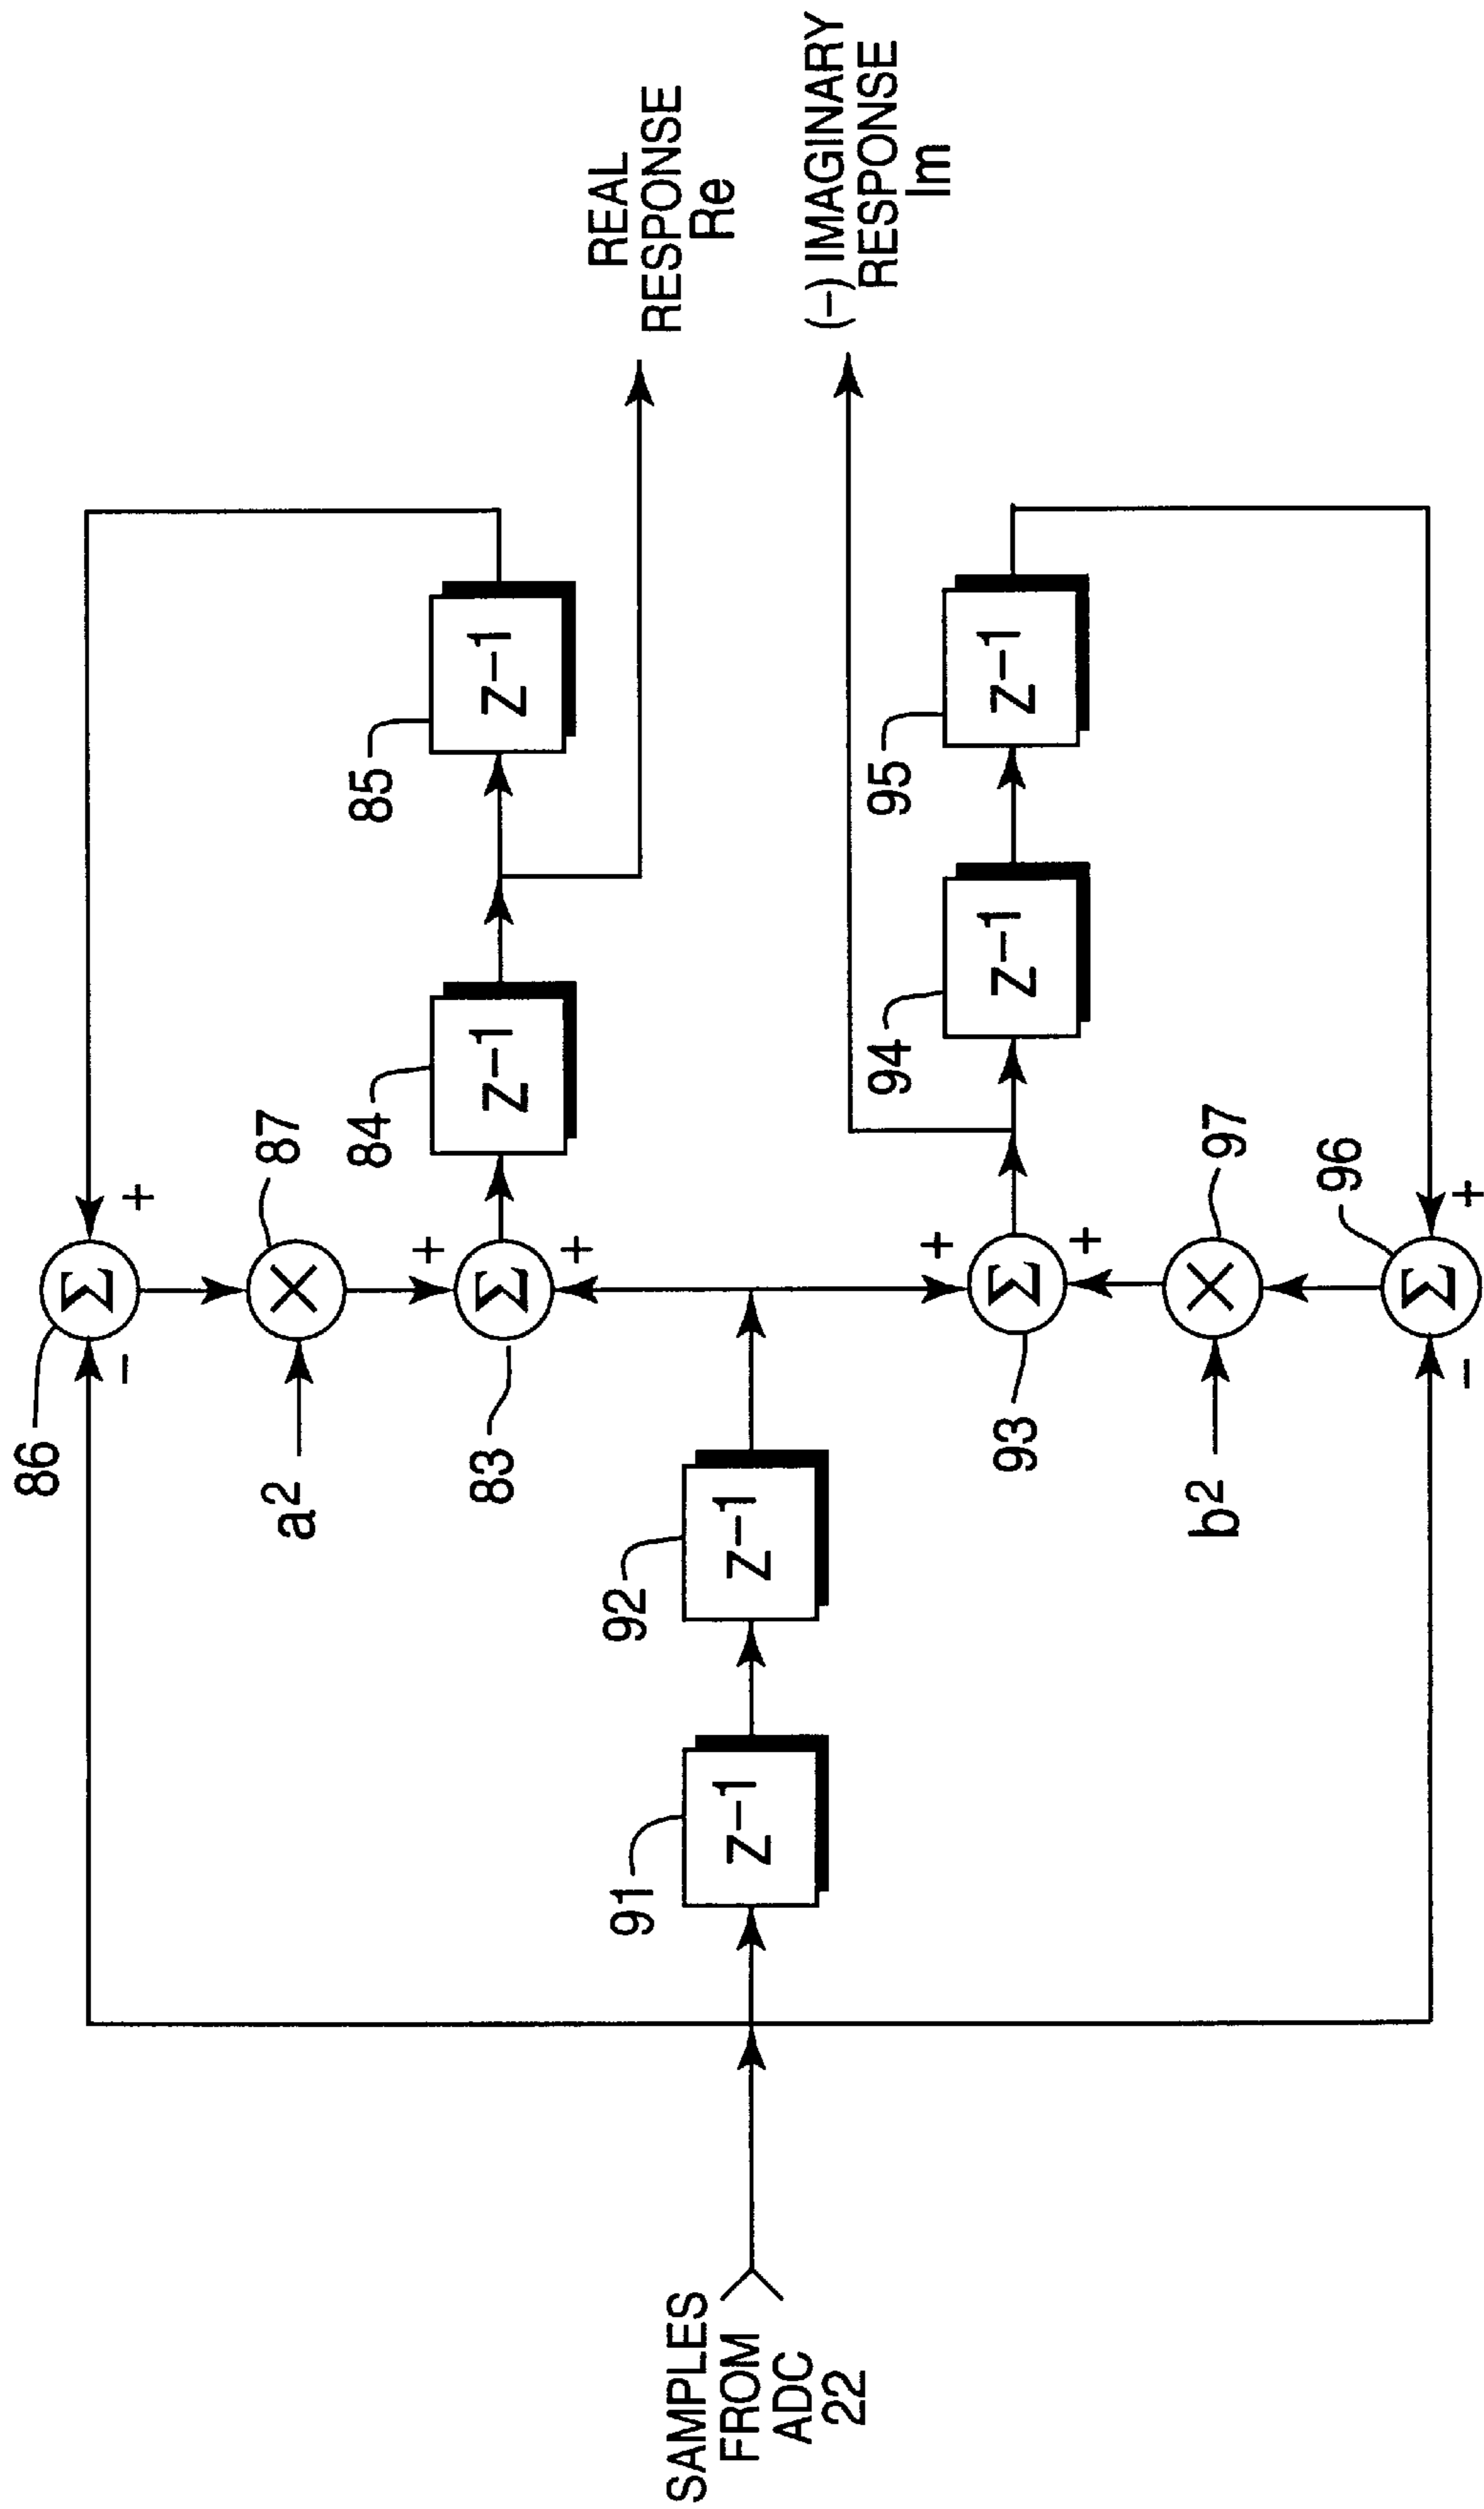 86
Σ
+
−
87
×
a²
85
z⁻¹
84
z⁻¹
+
83
Σ
+
REAL
RESPONSE
Re
SAMPLES
FROM
ADC
22
91
z⁻¹
92
z⁻¹
(−) IMAGINARY
RESPONSE
Im
+
93
Σ
+
94
z⁻¹
95
z⁻¹
97
×
b²
96
Σ
+
−